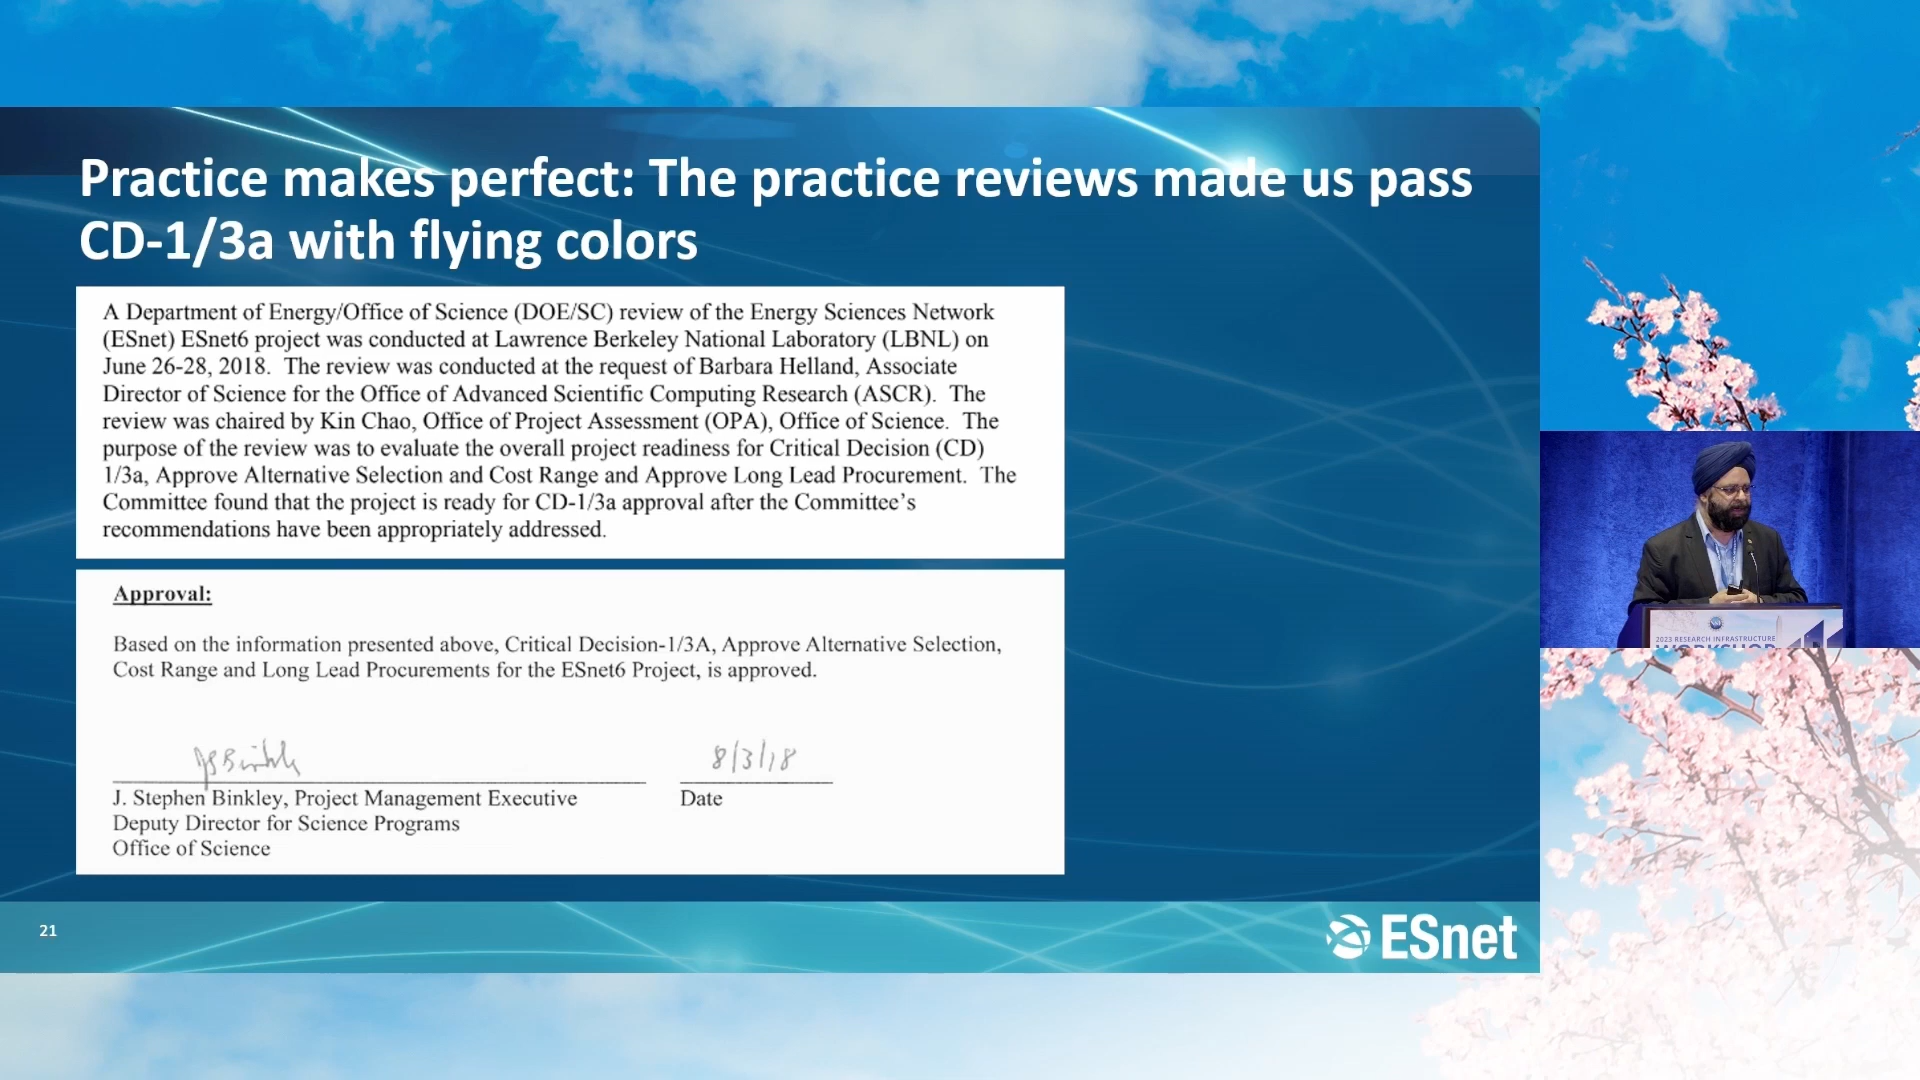 Practice makes perfect: The practice reviews made us pass
CD-1/3a with flying colors
A Department of Energy/Office of Science (DOE/SC) review of the Energy Sciences Network
(ESnet) ESnet6 project was conducted at Lawrence Berkeley National Laboratory (LBNL) on
June 26-28, 2018.  The review was conducted at the request of Barbara Helland, Associate
Director of Science for the Office of Advanced Scientific Computing Research (ASCR).  The
review was chaired by Kin Chao, Office of Project Assessment (OPA), Office of Science.  The
purpose of the review was to evaluate the overall project readiness for Critical Decision (CD)
1/3a, Approve Alternative Selection and Cost Range and Approve Long Lead Procurement.  The
Committee found that the project is ready for CD-1/3a approval after the Committee's
recommendations have been appropriately addressed.
Approval:
Based on the information presented above, Critical Decision-1/3A, Approve Alternative Selection,
Cost Range and Long Lead Procurements for the ESnet6 Project, is approved.
8/3/18
J. Stephen Binkley, Project Management Executive
Date
Deputy Director for Science Programs
Office of Science
21
ESnet
2023 RESEARCH INFRASTRUCTURE
WORKSHOP